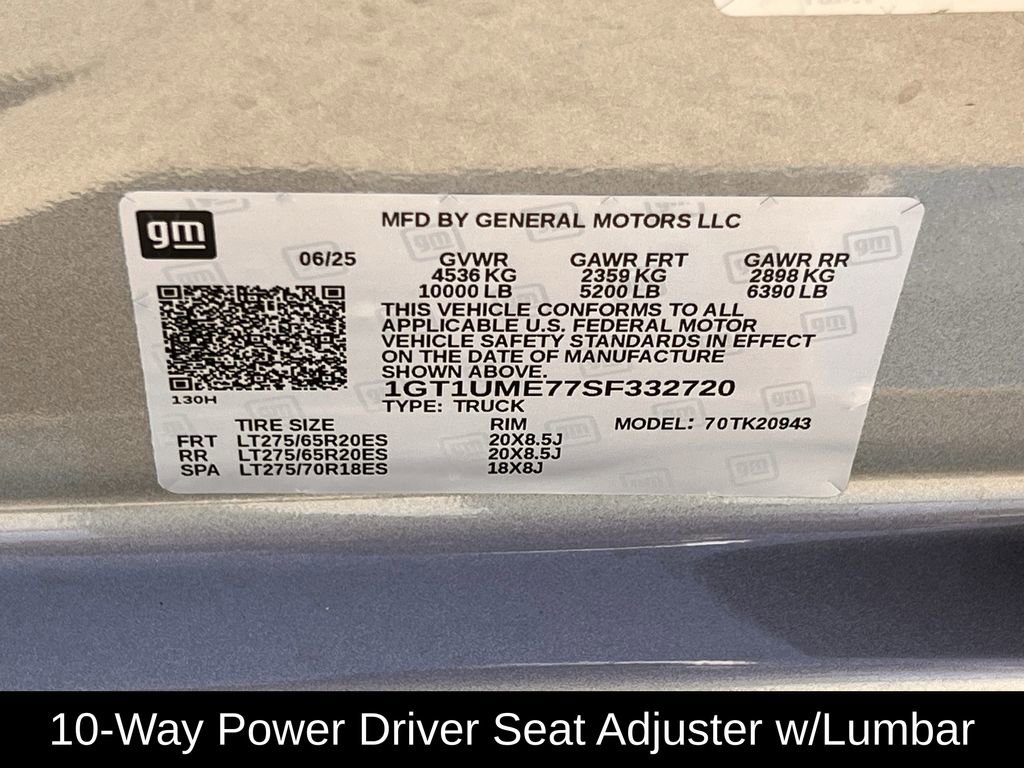 gm
MFD BY GENERAL MOTORS LLC
06/25 GVWR GAWR FRT GAWR RR
4536 KG 2359 KG 2898 KG
10000 LB 5200 LB 6390 LB
THIS VEHICLE CONFORMS TO ALL
APPLICABLE U.S. FEDERAL MOTOR
VEHICLE SAFETY STANDARDS IN EFFECT
ON THE DATE OF MANUFACTURE
SHOWN ABOVE.
1GT1UME77SF332720
130H
TYPE: TRUCK
TIRE SIZE RIM MODEL: 70TK20943
FRT LT275/65R20ES 20X8.5J
RR LT275/65R20ES 20X8.5J
SPA LT275/70R18ES 18X8J
10-Way Power Driver Seat Adjuster w/Lumbar